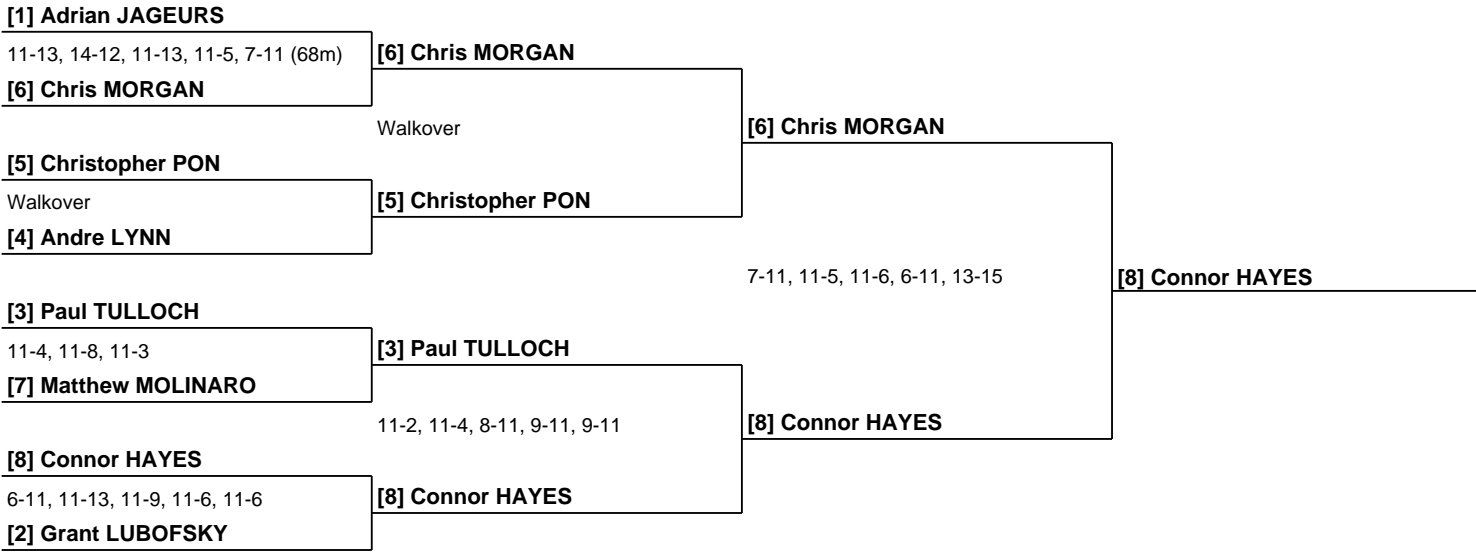 [1] Adrian JAGEURS
11-13, 14-12, 11-13, 11-5, 7-11 (68m)
[6] Chris MORGAN
[6] Chris MORGAN
Walkover
[6] Chris MORGAN
[5] Christopher PON
Walkover
[5] Christopher PON
[4] Andre LYNN
7-11, 11-5, 11-6, 6-11, 13-15
[8] Connor HAYES
[3] Paul TULLOCH
11-4, 11-8, 11-3
[3] Paul TULLOCH
[7] Matthew MOLINARO
11-2, 11-4, 8-11, 9-11, 9-11
[8] Connor HAYES
[8] Connor HAYES
6-11, 11-13, 11-9, 11-6, 11-6
[8] Connor HAYES
[2] Grant LUBOFSKY